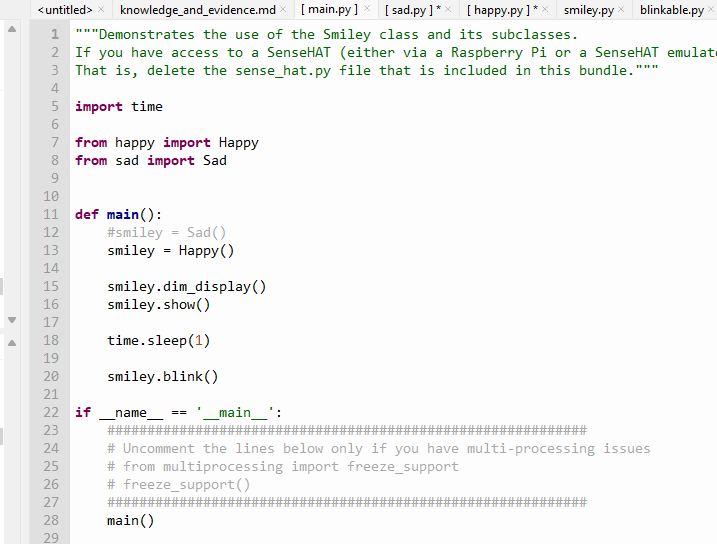 <untitled> knowledge_and_evidence.md [ main.py ] [ sad.py ] * [ happy.py ] * smiley.py blinkable.py
1 """Demonstrates the use of the Smiley class and its subclasses.
2 If you have access to a SenseHAT (either via a Raspberry Pi or a SenseHAT emulato
3 That is, delete the sense_hat.py file that is included in this bundle."""
4
5 import time
6
7 from happy import Happy
8 from sad import Sad
9
10
11 def main():
12     #smiley = Sad()
13     smiley = Happy()
14
15     smiley.dim_display()
16     smiley.show()
17
18     time.sleep(1)
19
20     smiley.blink()
21
22 if __name__ == '__main__':
23     ############################################################
24     # Uncomment the lines below only if you have multi-processing issues
25     # from multiprocessing import freeze_support
26     # freeze_support()
27     ############################################################
28     main()
29